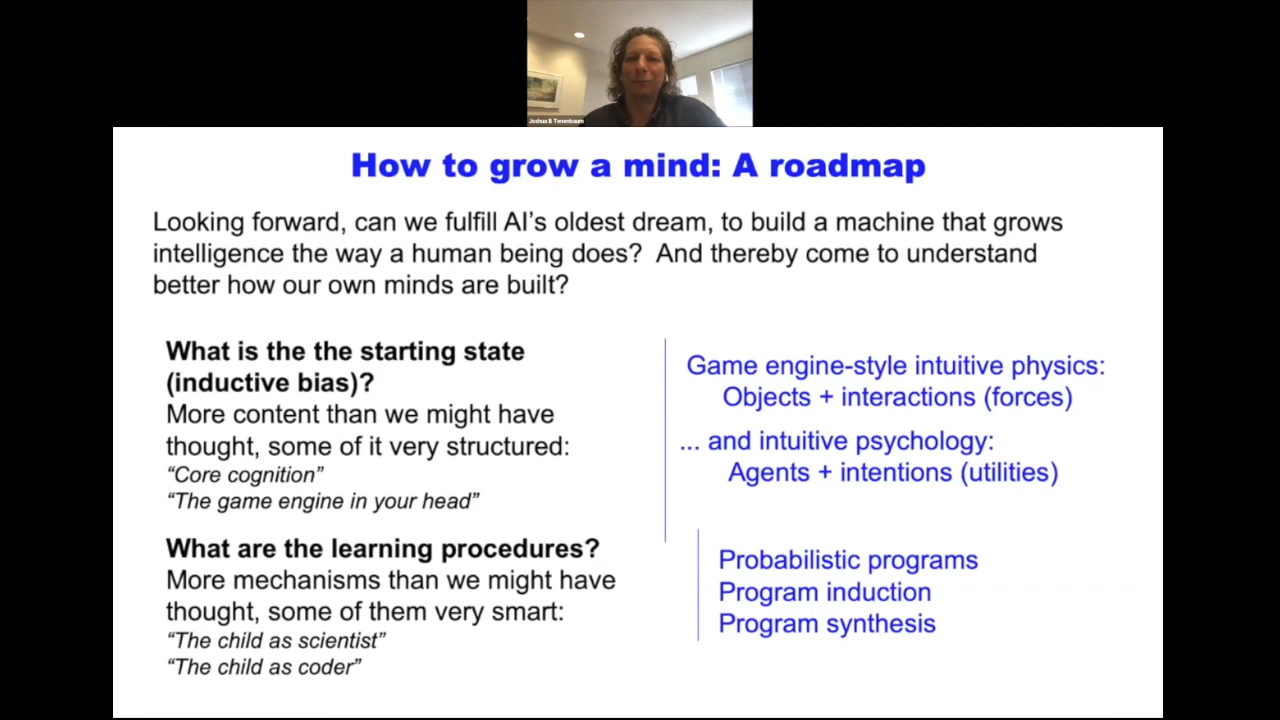 Joshua B Tenenbaum
How to grow a mind: A roadmap
Looking forward, can we fulfill AI’s oldest dream, to build a machine that grows
intelligence the way a human being does?  And thereby come to understand
better how our own minds are built?
What is the the starting state
(inductive bias)?
More content than we might have
thought, some of it very structured:
“Core cognition”
“The game engine in your head”
Game engine-style intuitive physics:
Objects + interactions (forces)
... and intuitive psychology:
Agents + intentions (utilities)
What are the learning procedures?
More mechanisms than we might have
thought, some of them very smart:
“The child as scientist”
“The child as coder”
Probabilistic programs
Program induction
Program synthesis